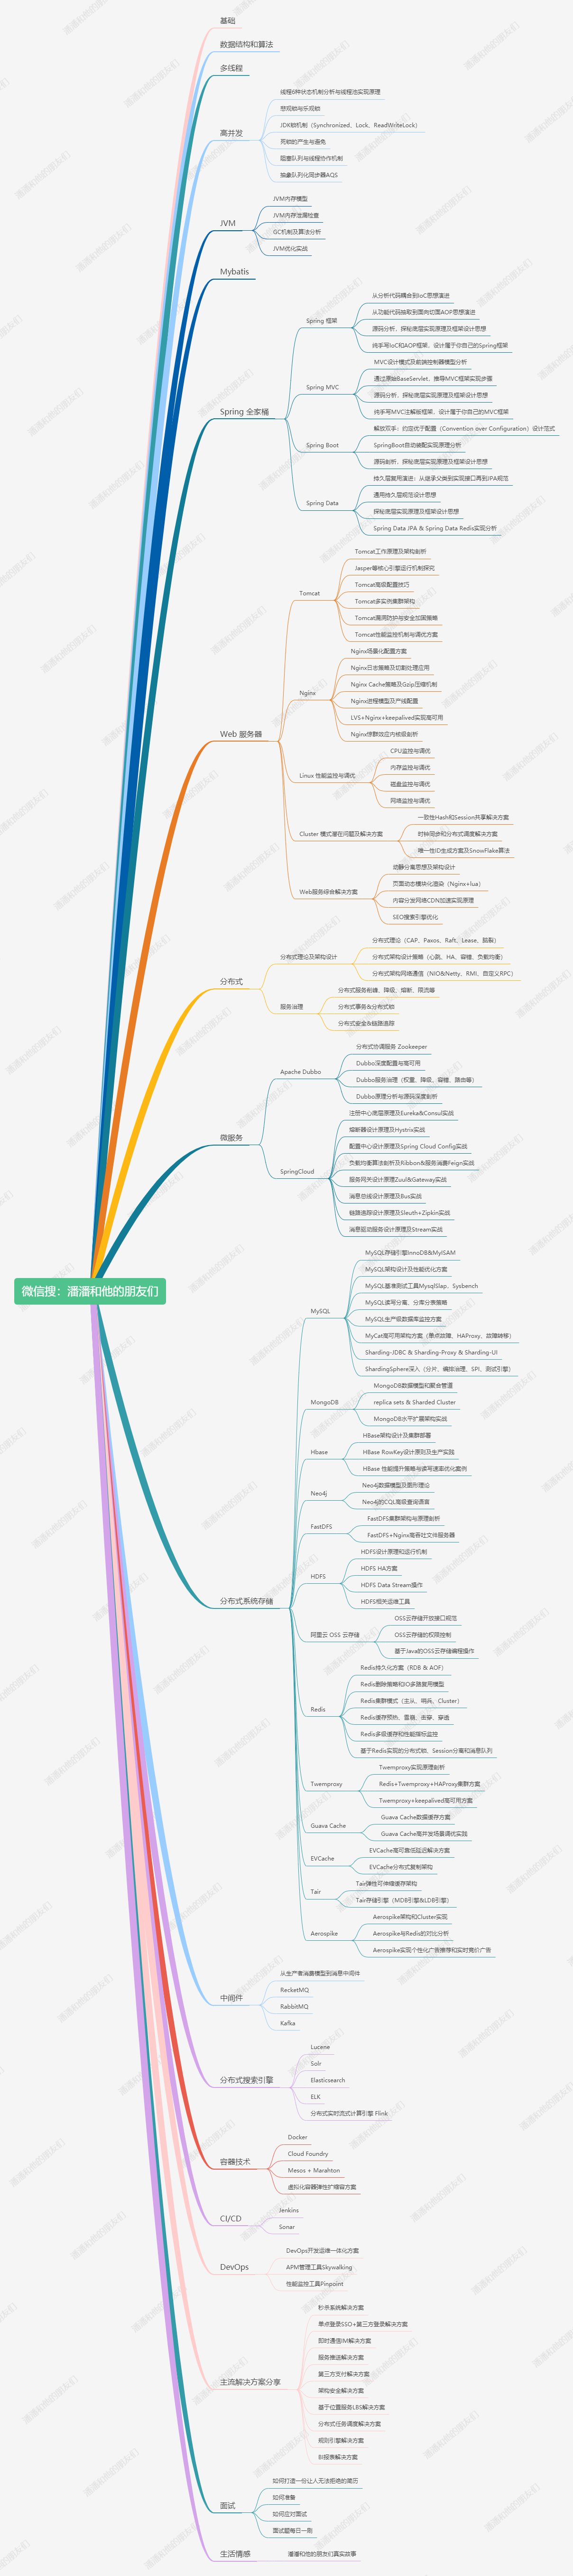 基础
数据结构和算法
多线程
高并发
线程6种状态机制分析与线程池实现原理
悲观锁与乐观锁
JDK锁机制（Synchronized、Lock、ReadWriteLock）
死锁的产生与避免
阻塞队列与线程协作机制
抽象队列化同步器AQS
JVM
JVM内存模型
JVM内存泄漏检查
GC机制及算法分析
JVM优化实战
Mybatis
Spring 全家桶
Spring 框架
从分析代码耦合到IoC思想演进
从功能代码抽取到面向切面AOP思想演进
源码分析，探秘底层实现原理及框架设计思想
纯手写IoC和AOP框架，设计属于你自己的Spring框架
Spring MVC
MVC设计模式及前端控制器模型分析
通过原始BaseServlet，推导MVC框架实现步骤
源码分析，探秘底层实现原理及框架设计思想
纯手写MVC注解版框架，设计属于你自己的MVC框架
Spring Boot
解放双手：约定优于配置（Convention over Configuration）设计范式
SpringBoot自动装配实现原理分析
源码剖析，探秘底层实现原理及框架设计思想
Spring Data
持久层复用演进：从继承父类到实现接口再到JPA规范
通用持久层规范设计思想
探秘底层实现原理及框架设计思想
Spring Data JPA & Spring Data Redis实现分析
Web 服务器
Tomcat
Tomcat工作原理及架构剖析
Jasper等核心引擎运行机制探究
Tomcat高级配置技巧
Tomcat多实例集群架构
Tomcat漏洞防护与安全加固策略
Tomcat性能监控机制与调优方案
Nginx
Nginx场景化配置方案
Nginx日志策略及切割处理应用
Nginx Cache策略及Gzip压缩机制
Nginx进程模型及产线配置
LVS+Nginx+keepalived实现高可用
Nginx惊群效应内核级剖析
Linux 性能监控与调优
CPU监控与调优
内存监控与调优
磁盘监控与调优
网络监控与调优
Cluster 模式潜在问题及解决方案
一致性Hash和Session共享解决方案
时钟同步和分布式调度解决方案
唯一性ID生成方案及SnowFlake算法
Web服务综合解决方案
动静分离思想及架构设计
页面动态模块化渲染（Nginx+lua）
内容分发网络CDN加速实现原理
SEO搜索引擎优化
分布式
分布式理论及架构设计
分布式理论（CAP、Paxos、Raft、Lease、脑裂）
分布式架构设计策略（心跳、HA、容错、负载均衡）
分布式架构网络通信（NIO&Netty、RMI、自定义RPC）
服务治理
分布式服务削峰、降级、熔断、限流等
分布式事务&分布式锁
分布式安全&链路追踪
微服务
Apache Dubbo
分布式协调服务 Zookeeper
Dubbo深度配置与高可用
Dubbo服务治理（权重、降级、容错、路由等）
Dubbo原理分析与源码深度剖析
SpringCloud
注册中心底层原理及Eureka&Consul实战
熔断器设计原理及Hystrix实战
配置中心设计原理及Spring Cloud Config实战
负载均衡算法剖析及Ribbon&服务消费Feign实战
服务网关设计原理Zuul&Gateway实战
消息总线设计原理及Bus实战
链路追踪设计原理及Sleuth+Zipkin实战
消息驱动服务设计原理及Stream实战
微信搜：潘潘和他的朋友们
分布式系统存储
MySQL
MySQL存储引擎InnoDB&MyISAM
MySQL架构设计及性能优化方案
MySQL基准测试工具MysqlSlap、Sysbench
MySQL读写分离、分库分表策略
MySQL生产级数据库监控方案
MyCat高可用架构方案（单点故障、HAProxy、故障转移）
Sharding-JDBC & Sharding-Proxy & Sharding-UI
ShardingSphere深入（分片、编排治理、SPI、测试引擎）
MongoDB
MongoDB数据模型和聚合管道
replica sets & Sharded Cluster
MongoDB水平扩展架构实战
Hbase
HBase架构设计及集群部署
HBase RowKey设计原则及生产实践
HBase 性能提升策略与读写速率优化案例
Neo4j
Neo4j数据模型及图形理论
Neo4j的CQL高级查询语言
FastDFS
FastDFS集群架构与原理剖析
FastDFS+Nginx高吞吐文件服务器
HDFS
HDFS设计原理和运行机制
HDFS HA方案
HDFS Data Stream操作
HDFS相关运维工具
阿里云 OSS 云存储
OSS云存储开放接口规范
OSS云存储的权限控制
基于Java的OSS云存储编程操作
Redis
Redis持久化方案（RDB & AOF）
Redis删除策略和IO多路复用模型
Redis集群模式（主从、哨兵、Cluster）
Redis缓存预热、雪崩、击穿、穿透
Redis多级缓存和性能指标监控
基于Redis实现的分布式锁、Session分离和消息队列
Twemproxy
Twemproxy实现原理剖析
Redis+Twemproxy+HAProxy集群方案
Twemproxy+keepalived高可用方案
Guava Cache
Guava Cache数据缓存方案
Guava Cache高并发场景调优实践
EVCache
EVCache高可靠低延迟解决方案
EVCache分布式复制架构
Tair
Tair弹性可伸缩缓存架构
Tair存储引擎（MDB引擎&LDB引擎）
Aerospike
Aerospike架构和Cluster实现
Aerospike与Redis的对比分析
Aerospike实现个性化广告推荐和实时竞价广告
中间件
从生产者消费模型到消息中间件
RecketMQ
RabbitMQ
Kafka
分布式搜索引擎
Lucene
Solr
Elasticsearch
ELK
分布式实时流式计算引擎 Flink
容器技术
Docker
Cloud Foundry
Mesos + Marahton
虚拟化容器弹性扩缩容方案
CI/CD
Jenkins
Sonar
DevOps
DevOps开发运维一体化方案
APM管理工具Skywalking
性能监控工具Pinpoint
主流解决方案分享
秒杀系统解决方案
单点登录SSO+第三方登录解决方案
即时通信IM解决方案
服务推送解决方案
第三方支付解决方案
架构安全解决方案
基于位置服务LBS解决方案
分布式任务调度解决方案
规则引擎解决方案
BI报表解决方案
面试
如何打造一份让人无法拒绝的简历
如何准备
如何应对面试
面试题每日一刷
生活情感
潘潘和他的朋友们真实故事